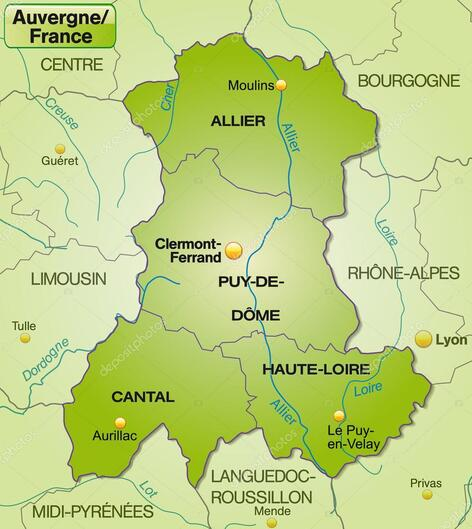 Auvergne/
France
CENTRE
BOURGOGNE
Moulins
Cher
Creuse
ALLIER
Allier
Guéret
Loire
Clermont-
Ferrand
LIMOUSIN
RHÔNE-ALPES
PUY-DE-
DÔME
Tulle
Dordogne
Lyon
HAUTE-LOIRE
CANTAL
Loire
Allier
Aurillac
Le Puy-
en-Velay
LANGUEDOC-
ROUSSILLON
Lot
Privas
MIDI-PYRÉNÉES
Mende
depositphotos